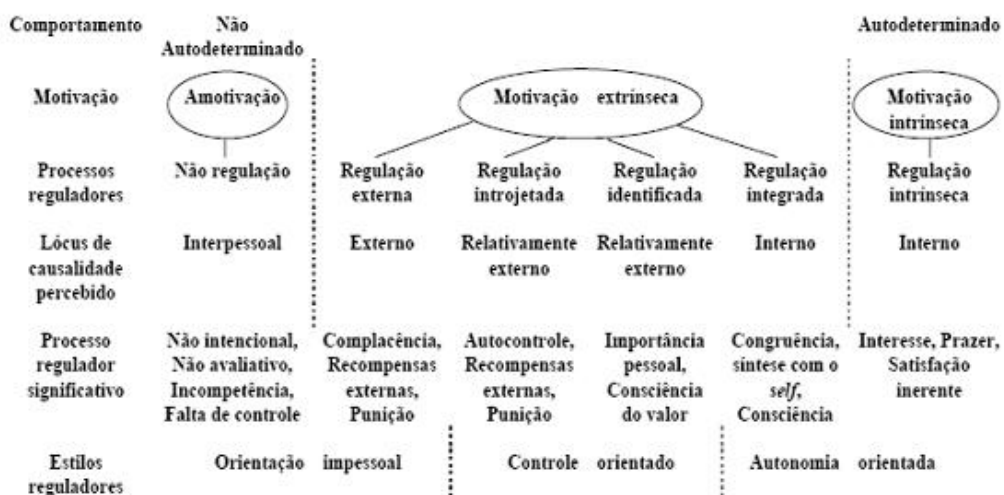 Comportamento Não Autodeterminado
Autodeterminado
Motivação Amotivação Motivação extrínseca Motivação intrínseca
Processos reguladores Não regulação Regulação externa Regulação introjetada Regulação identificada Regulação integrada Regulação intrínseca
Lócus de causalidade percebido Interpessoal Externo Relativamente externo Relativamente externo Interno Interno
Processo regulador significativo Não intencional, Não avaliativo, Incompetência, Falta de controle Complacência, Recompensas externas, Punição Autocontrole, Recompensas externas, Punição Importância pessoal, Consciência do valor Congruência, síntese com o self, Consciência Interesse, Prazer, Satisfação inerente
Estilos reguladores Orientação impessoal Controle orientado Autonomia orientada